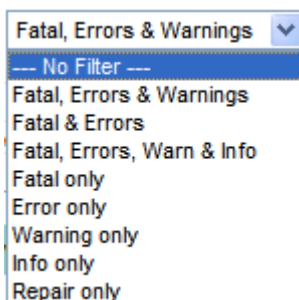 Fatal, Errors & Warnings
--- No Filter ---
Fatal, Errors & Warnings
Fatal & Errors
Fatal, Errors, Warn & Info
Fatal only
Error only
Warning only
Info only
Repair only